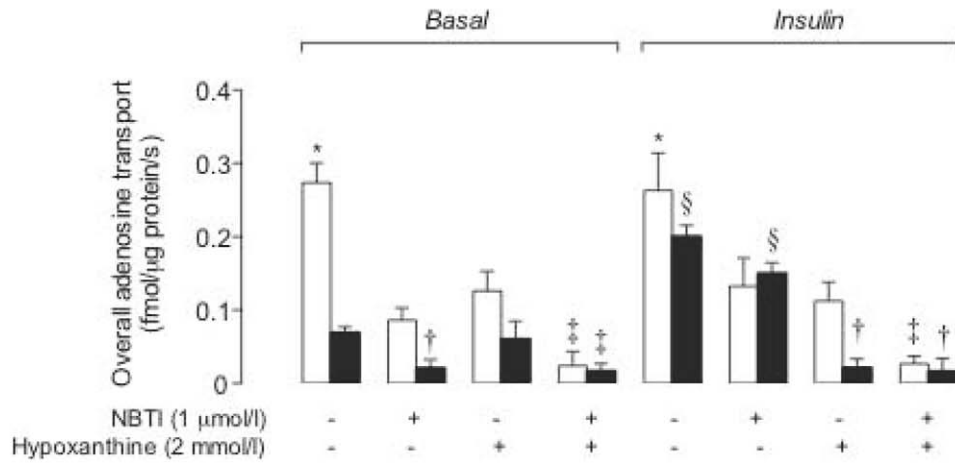 Basal Insulin
Overall adenosine transport
(fmol/µg protein/s)
0.4
0.3
0.2
0.1
0
* † ‡ ‡ * § § † ‡ †
NBTI (1 µmol/l) - + - + - + - +
Hypoxanthine (2 mmol/l) - - + + - - + +